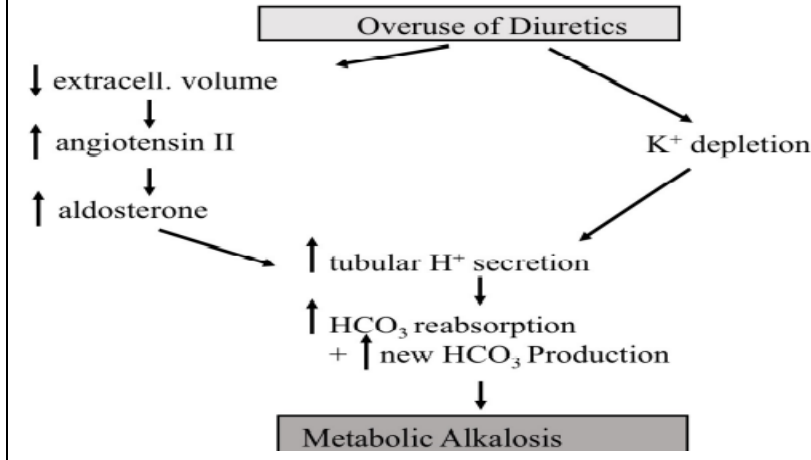 Overuse of Diuretics
↓ extracell. volume
↑ angiotensin II
K⁺ depletion
↑ aldosterone
↑ tubular H⁺ secretion
↑ HCO₃ reabsorption
+ ↑ new HCO₃ Production
Metabolic Alkalosis